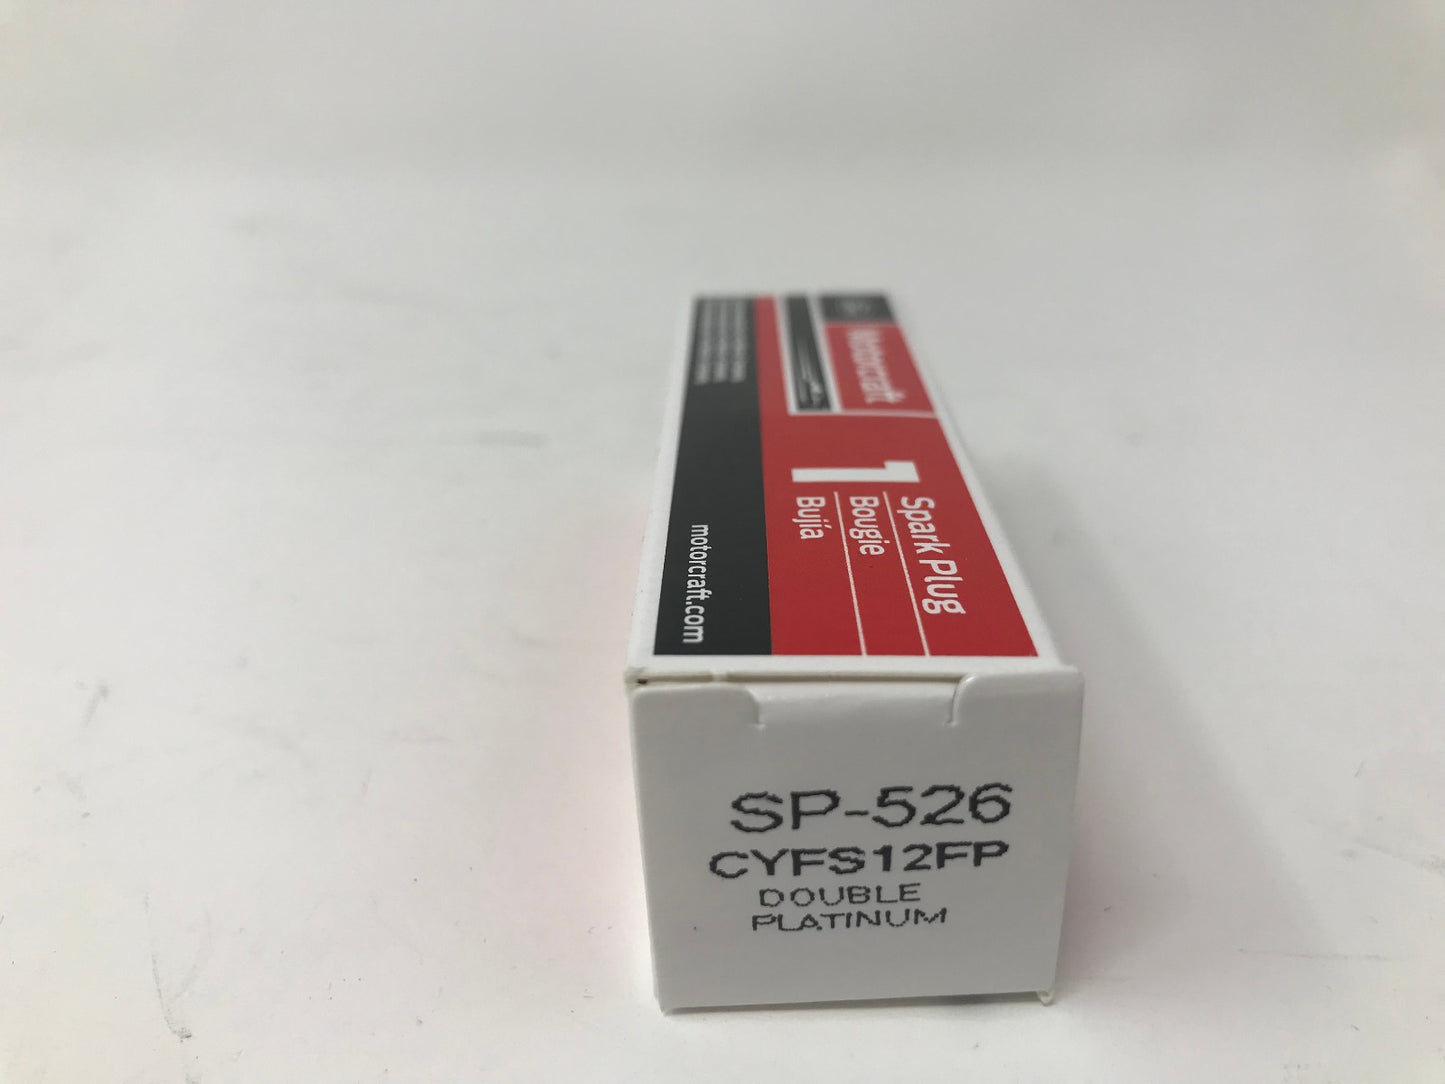 Motorcraft
1
Spark Plug
Bougie
Bujía
motorcraft.com
SP-526
CYFS12FP
DOUBLE
PLATINUM